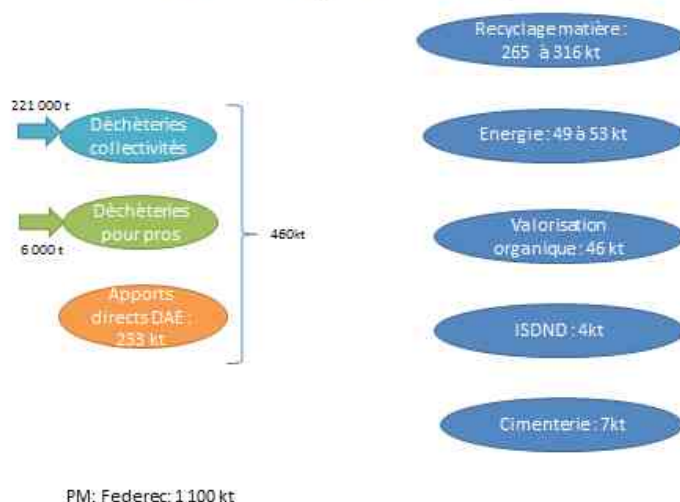 Recyclage matière :
265 à 316 kt
221 000 t
Déchèteries
collectivités
Energie : 49 à 53 kt
Déchèteries
pour pros
6 000 t
460kt
Valorisation
organique : 46 kt
Apports
directs DAE :
233 kt
ISDND : 4kt
Cimenterie : 7kt
PM: Federec: 1 100 kt